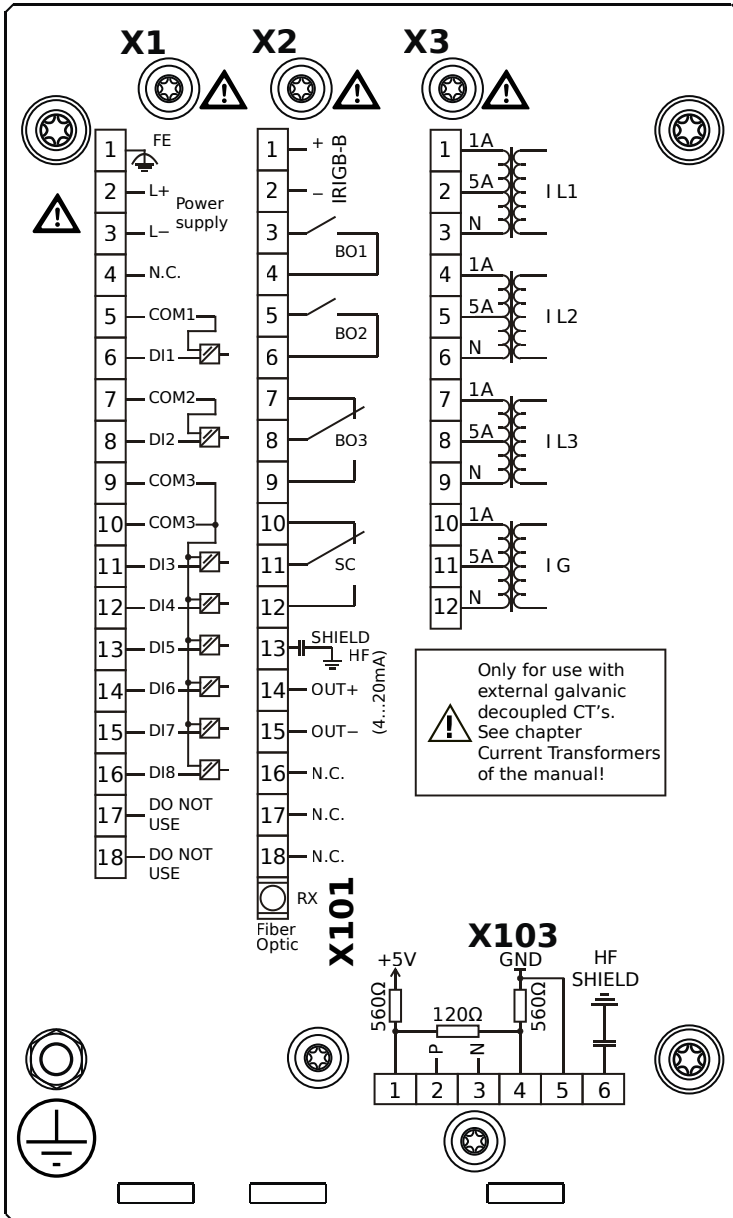 X1
X2
X3
1 FE
2 L+
3 L−
Power
supply
4 N.C.
5 COM1
6 DI1
7 COM2
8 DI2
9 COM3
10 COM3
11 DI3
12 DI4
13 DI5
14 DI6
15 DI7
16 DI8
17 DO NOT
USE
18 DO NOT
USE
1 +
2 −
IRIGB-B
3
BO1
4
5
BO2
6
7
8 BO3
9
10
11 SC
12
13 SHIELD
HF
14 OUT+
15 OUT−
(4...20mA)
16 N.C.
17 N.C.
18 N.C.
RX
Fiber
Optic
X101
1 1A
2 5A I L1
3 N
4 1A
5 5A I L2
6 N
7 1A
8 5A I L3
9 N
10 1A
11 5A I G
12 N
Only for use with
external galvanic
decoupled CT's.
See chapter
Current Transformers
of the manual!
X103
+5V
GND
HF
SHIELD
560Ω
120Ω
560Ω
P
N
1 2 3 4 5 6